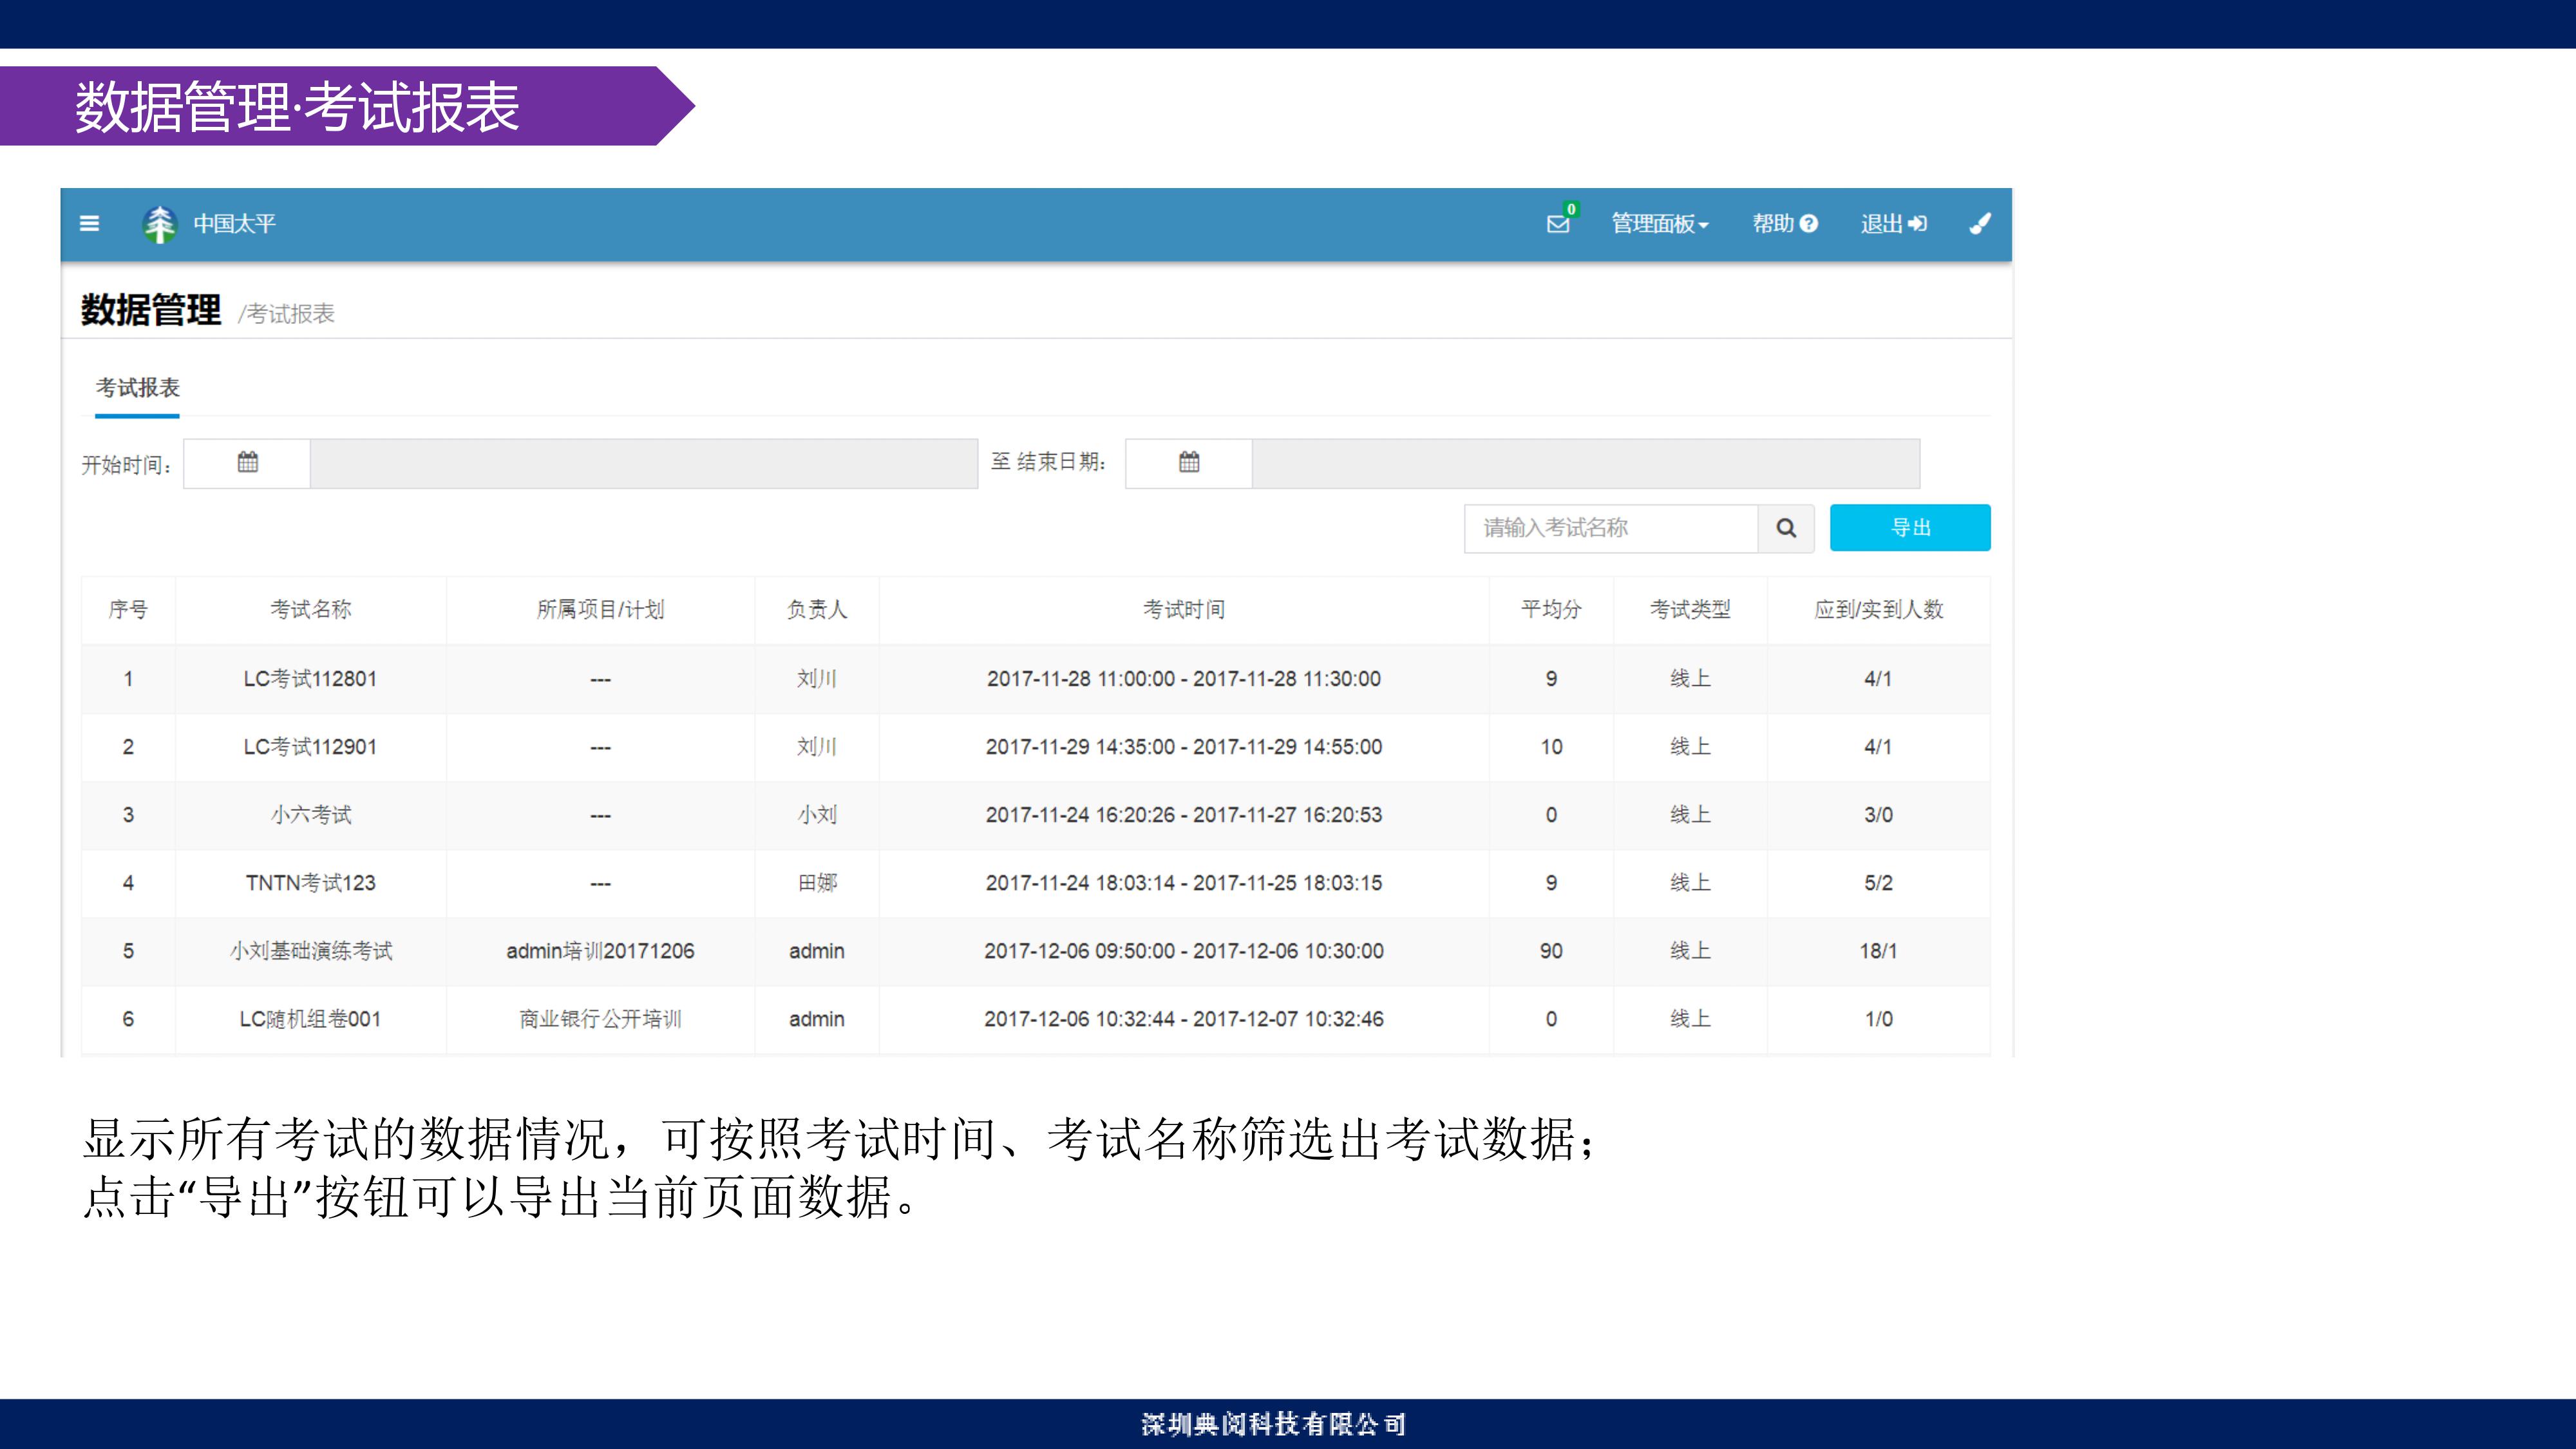 数据管理·考试报表
中国太平 0 管理面板 帮助 退出
数据管理 /考试报表
考试报表
开始时间： 至 结束日期：
请输入考试名称 导出
序号 考试名称 所属项目/计划 负责人 考试时间 平均分 考试类型 应到/实到人数
1 LC考试112801 --- 刘川 2017-11-28 11:00:00 - 2017-11-28 11:30:00 9 线上 4/1
2 LC考试112901 --- 刘川 2017-11-29 14:35:00 - 2017-11-29 14:55:00 10 线上 4/1
3 小六考试 --- 小刘 2017-11-24 16:20:26 - 2017-11-27 16:20:53 0 线上 3/0
4 TNTN考试123 --- 田娜 2017-11-24 18:03:14 - 2017-11-25 18:03:15 9 线上 5/2
5 小刘基础演练考试 admin培训20171206 admin 2017-12-06 09:50:00 - 2017-12-06 10:30:00 90 线上 18/1
6 LC随机组卷001 商业银行公开培训 admin 2017-12-06 10:32:44 - 2017-12-07 10:32:46 0 线上 1/0
显示所有考试的数据情况，可按照考试时间、考试名称筛选出考试数据；
点击“导出”按钮可以导出当前页面数据。
深圳典阅科技有限公司